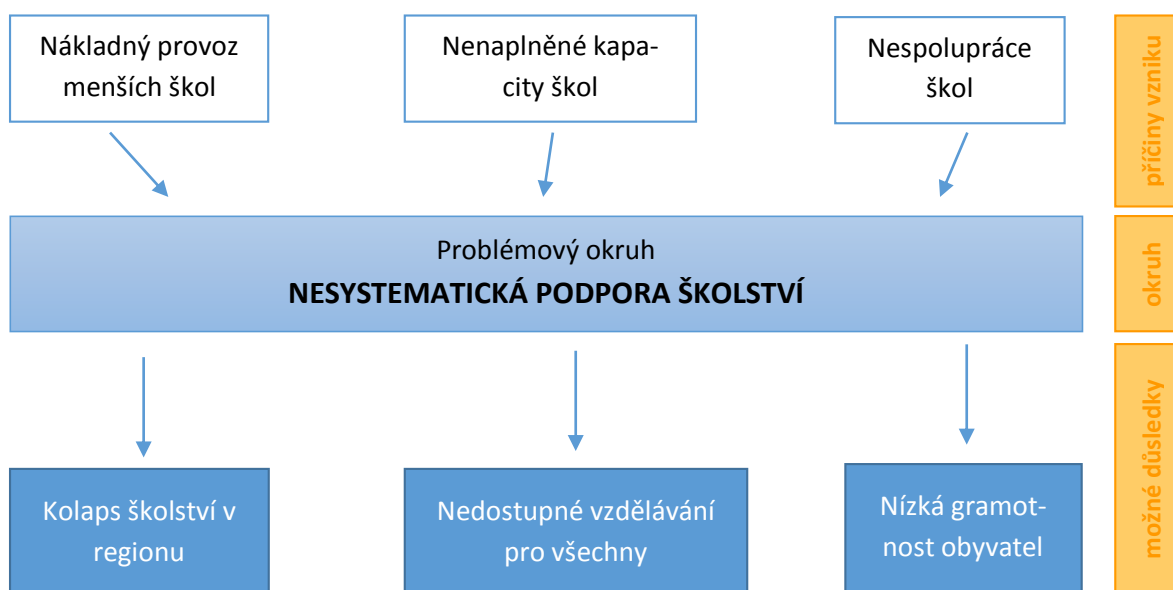 Nákladný provoz
menších škol
Nenaplněné kapa-
city škol
Nespolupráce
škol
příčiny vzniku
Problémový okruh
NESYSTEMATICKÁ PODPORA ŠKOLSTVÍ
okruh
Kolaps školství v
regionu
Nedostupné vzdělávání
pro všechny
Nízká gramot-
nost obyvatel
možné důsledky